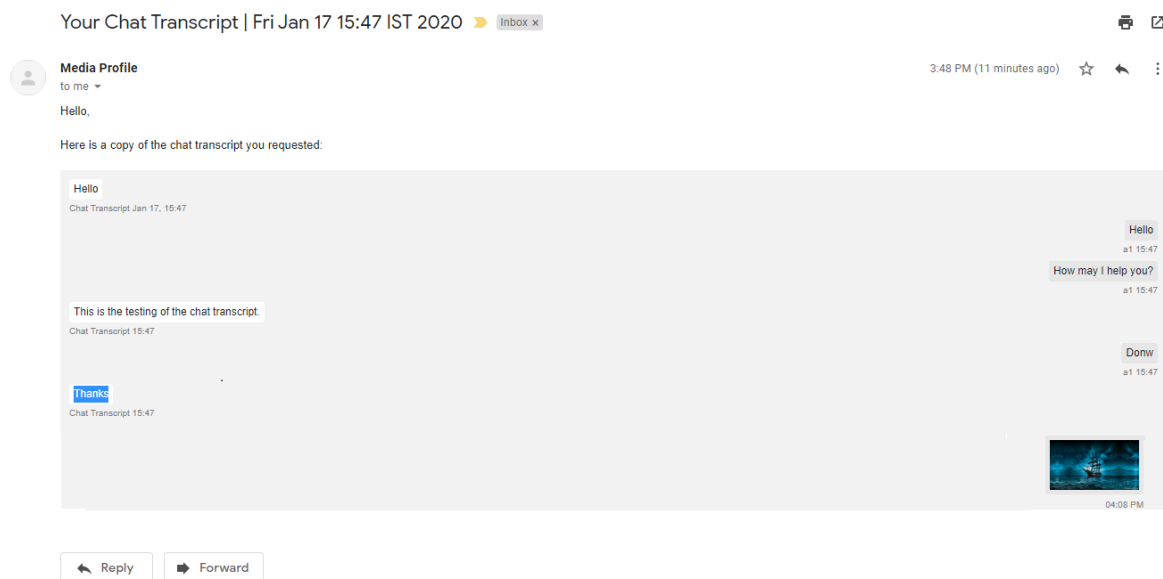 Your Chat Transcript | Fri Jan 17 15:47 IST 2020 Inbox x
Media Profile 3:48 PM (11 minutes ago)
to me
Hello,
Here is a copy of the chat transcript you requested:
Hello
Chat Transcript Jan 17, 15:47
Hello
a1 15:47
How may I help you?
a1 15:47
This is the testing of the chat transcript.
Chat Transcript 15:47
Donw
a1 15:47
Thanks
Chat Transcript 15:47
04:08 PM
Reply Forward